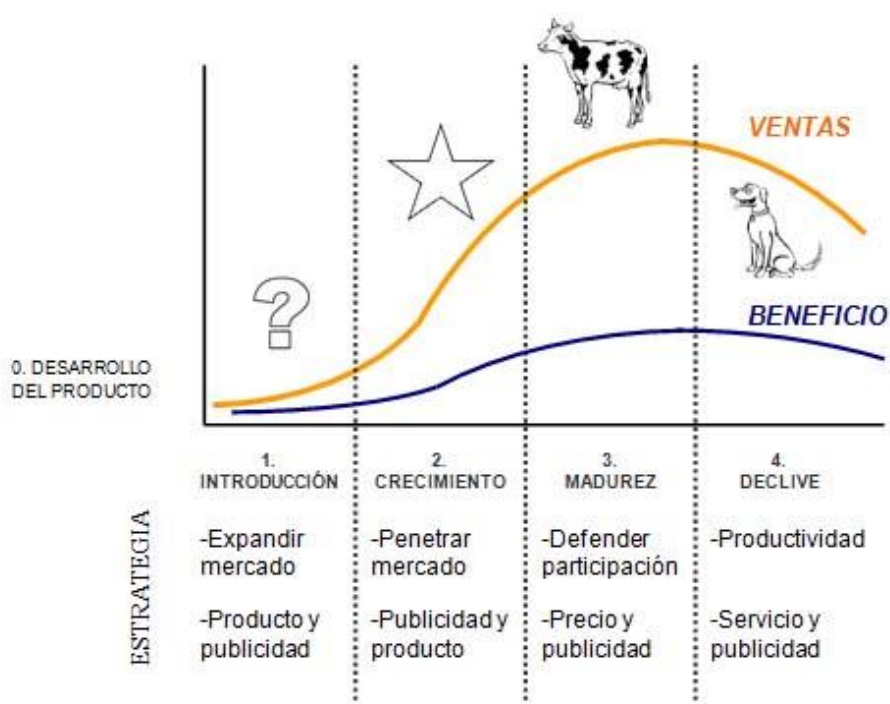 VENTAS
?
BENEFICIO
0. DESARROLLO
DEL PRODUCTO
1.
INTRODUCCIÓN
2.
CRECIMIENTO
3.
MADUREZ
4.
DECLIVE
ESTRATEGIA
-Expandir
mercado
-Producto y
publicidad
-Penetrar
mercado
-Publicidad y
producto
-Defender
participación
-Precio y
publicidad
-Productividad
-Servicio y
publicidad